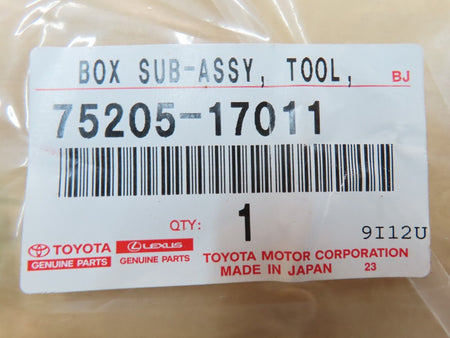 BOX SUB-ASSY, TOOL, BJ
75205-17011
QTY: 1 9I12U
TOYOTA LEXUS
GENUINE PARTS GENUINE PARTS
TOYOTA MOTOR CORPORATION
MADE IN JAPAN 23